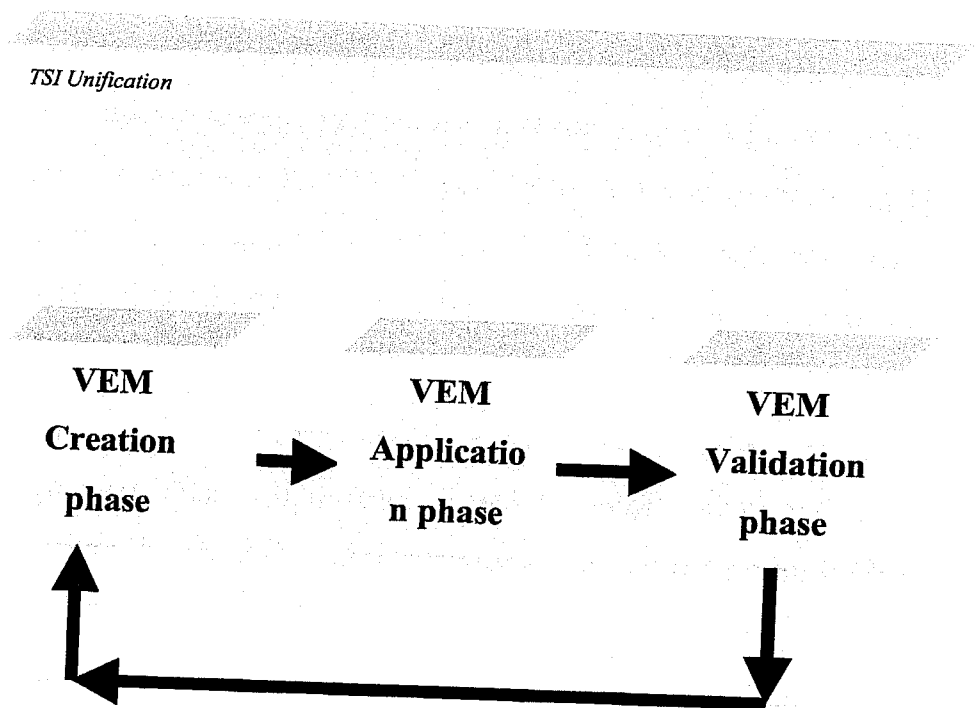 TSI Unification
VEM
Creation
phase
VEM
Applicatio
n phase
VEM
Validation
phase